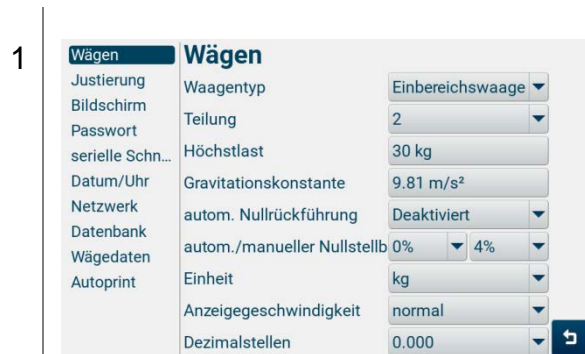 1
Wägen
Justierung
Bildschirm
Passwort
serielle Schn...
Datum/Uhr
Netzwerk
Datenbank
Wägedaten
Autoprint
Wägen
Waagentyp Einbereichswaage
Teilung 2
Höchstlast 30 kg
Gravitationskonstante 9.81 m/s²
autom. Nullrückführung Deaktiviert
autom./manueller Nullstellb 0% 4%
Einheit kg
Anzeigegeschwindigkeit normal
Dezimalstellen 0.000